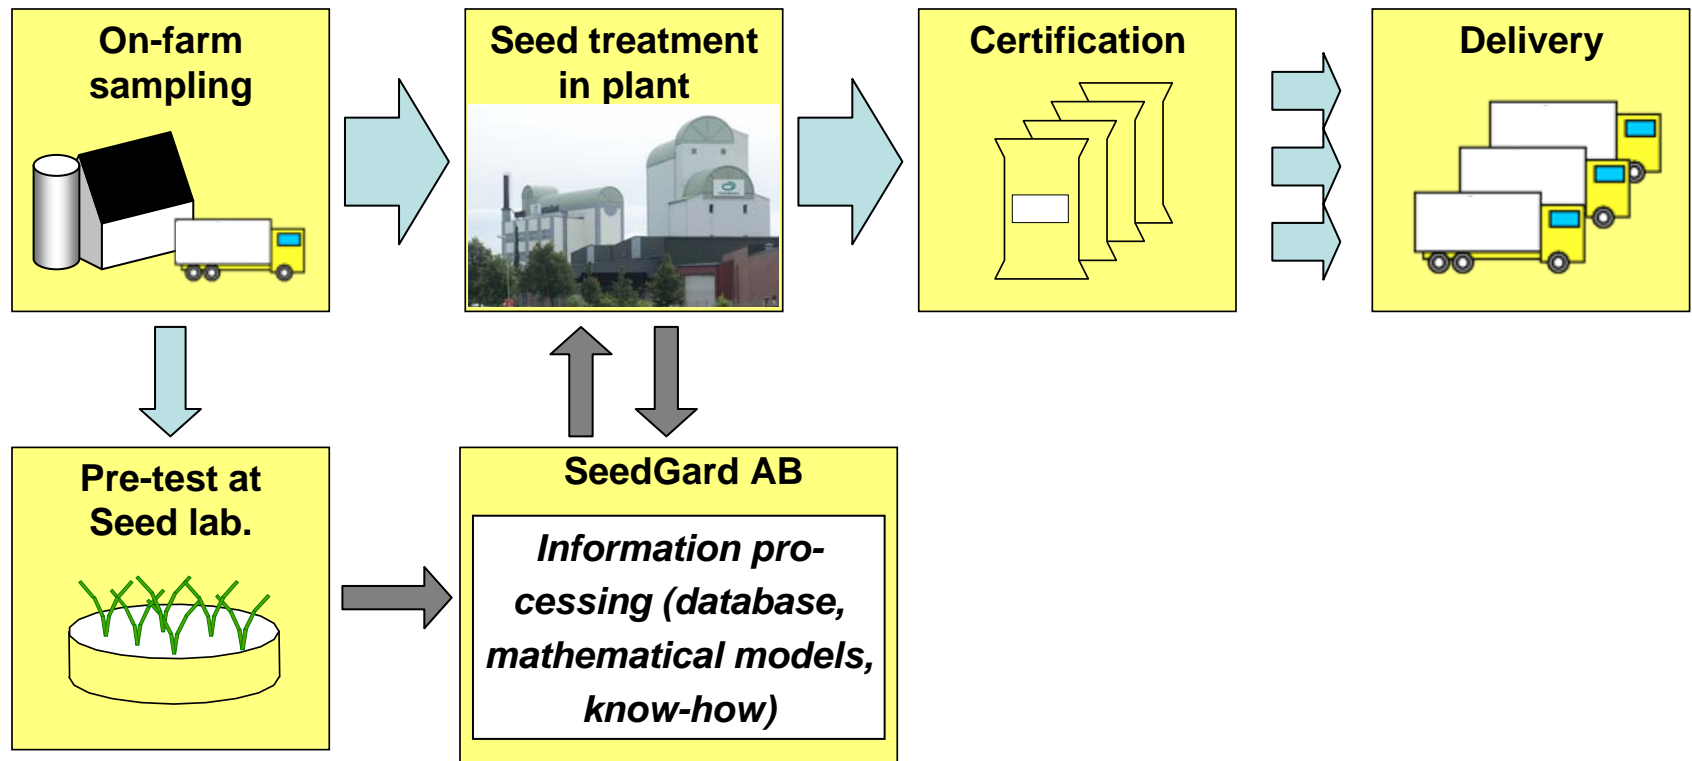 On-farm
sampling
Seed treatment
in plant
Certification
Delivery
Pre-test at
Seed lab.
SeedGard AB
Information pro-
cessing (database,
mathematical models,
know-how)